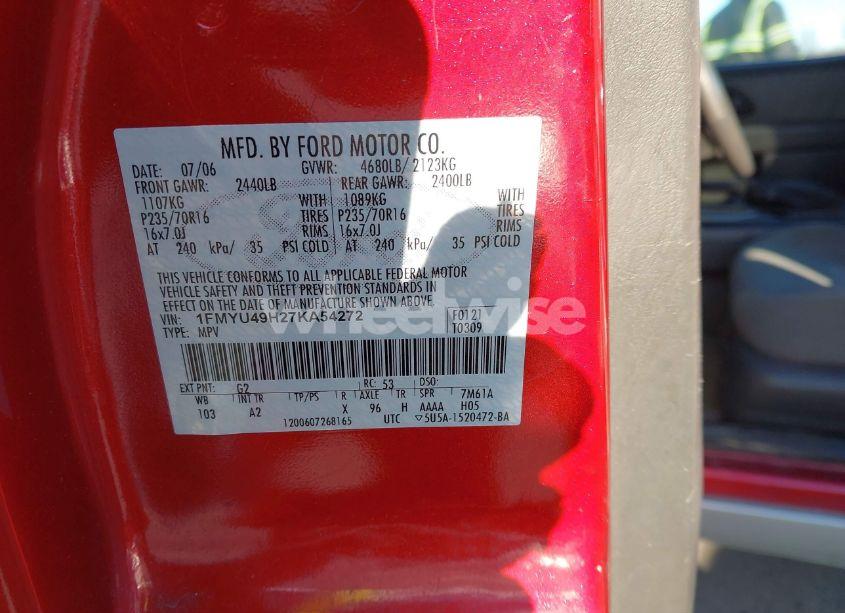 MFD. BY FORD MOTOR CO.
DATE: 07/06 GVWR: 4680LB/ 2123KG
FRONT GAWR: 2440LB REAR GAWR: 2400LB
1107KG WITH 1089KG WITH
P235/70R16 TIRES P235/70R16 TIRES
16x7.0J RIMS 16x7.0J RIMS
AT 240 kPa/ 35 PSI COLD AT 240 kPa/ 35 PSI COLD
THIS VEHICLE CONFORMS TO ALL APPLICABLE FEDERAL MOTOR
VEHICLE SAFETY AND THEFT PREVENTION STANDARDS IN
EFFECT ON THE DATE OF MANUFACTURE SHOWN ABOVE.
VIN: 1FMYU49H27KA54272 F0121
TYPE: MPV T0309
wheelwise
EXT PNT: G2 RC: 53 DSO:
WB INT TR TP/PS R AXLE TR SPR 7M61A
103 A2 X 96 H AAAA H05
1200607268165 UTC ▽5U5A-1520472-BA